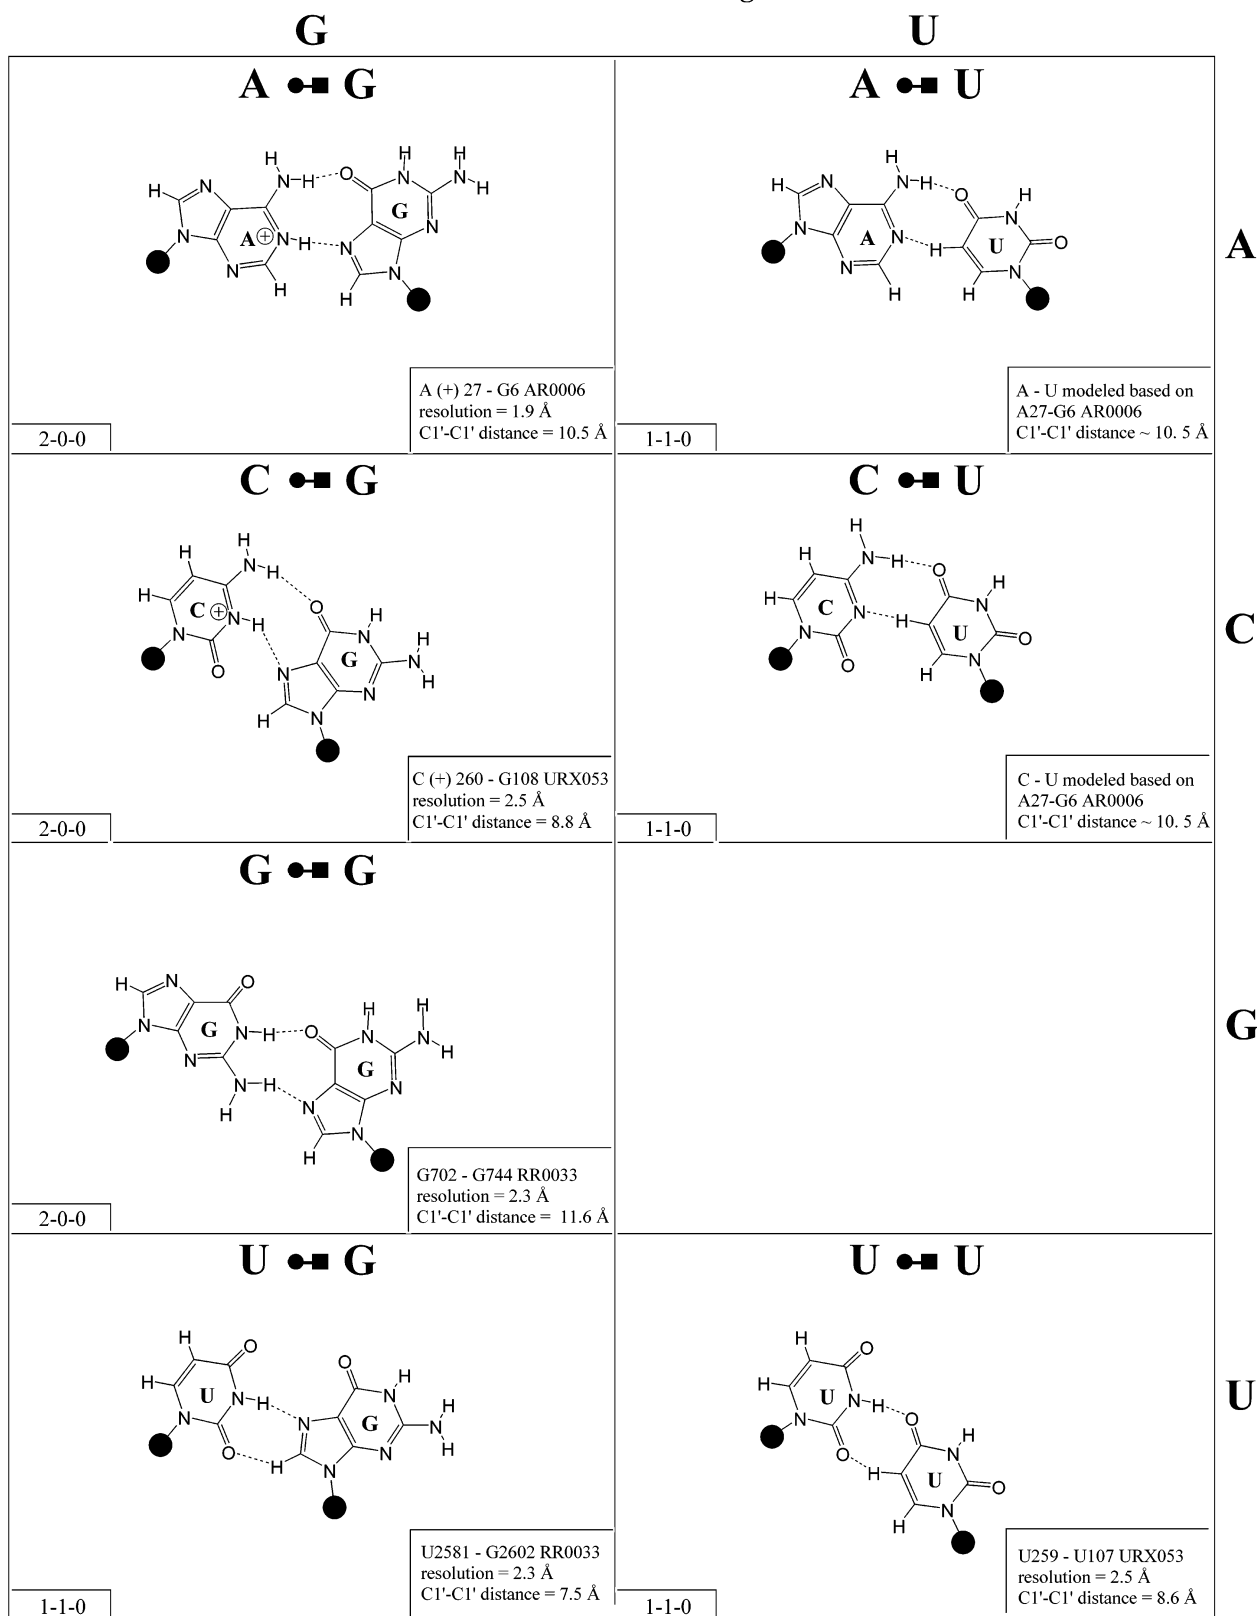 g
G U
A G
A U
A
H H N H O H N H H N H
H N N G N
N A + N H N
N H H N
A (+) 27 - G6 AR0006
resolution = 1.9 Å
C1'-C1' distance = 10.5 Å
2-0-0
H H N H O H
H N N N
N A N H U O
N H H N
A - U modeled based on
A27-G6 AR0006
C1'-C1' distance ~ 10. 5 Å
1-1-0
C G
C U
C
H H N H O
H C + N H N H
N O N G N H H
H N N
C (+) 260 - G108 URX053
resolution = 2.5 Å
C1'-C1' distance = 8.8 Å
2-0-0
H H N H O H
H C N H N
N O U O
H N
C - U modeled based on
A27-G6 AR0006
C1'-C1' distance ~ 10. 5 Å
1-1-0
G G
G
H N O H H
N G N H O N N H
N N H G N
H N H N
G702 - G744 RR0033
resolution = 2.3 Å
C1'-C1' distance = 11.6 Å
2-0-0
U G
U U
U
H O O H
H U N H N N H
N O N G N H
H N N
U2581 - G2602 RR0033
resolution = 2.3 Å
C1'-C1' distance = 7.5 Å
1-1-0
H O
H U N H O H
N O H N
U O
H N
U259 - U107 URX053
resolution = 2.5 Å
C1'-C1' distance = 8.6 Å
1-1-0